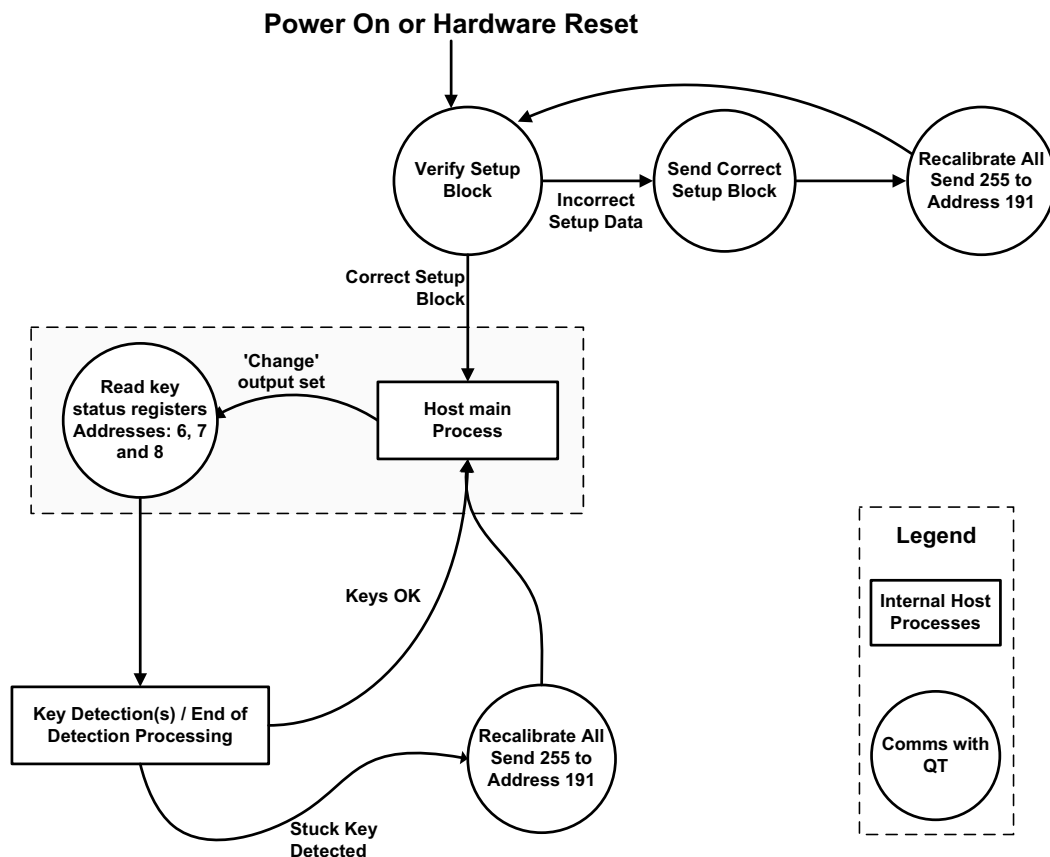 Power On or Hardware Reset
Verify Setup
Block
Incorrect
Setup Data
Send Correct
Setup Block
Recalibrate All
Send 255 to
Address 191
Correct Setup
Block
'Change'
output set
Read key
status registers
Addresses: 6, 7
and 8
Host main
Process
Keys OK
Key Detection(s) / End of
Detection Processing
Stuck Key
Detected
Recalibrate All
Send 255 to
Address 191
Legend
Internal Host
Processes
Comms with
QT